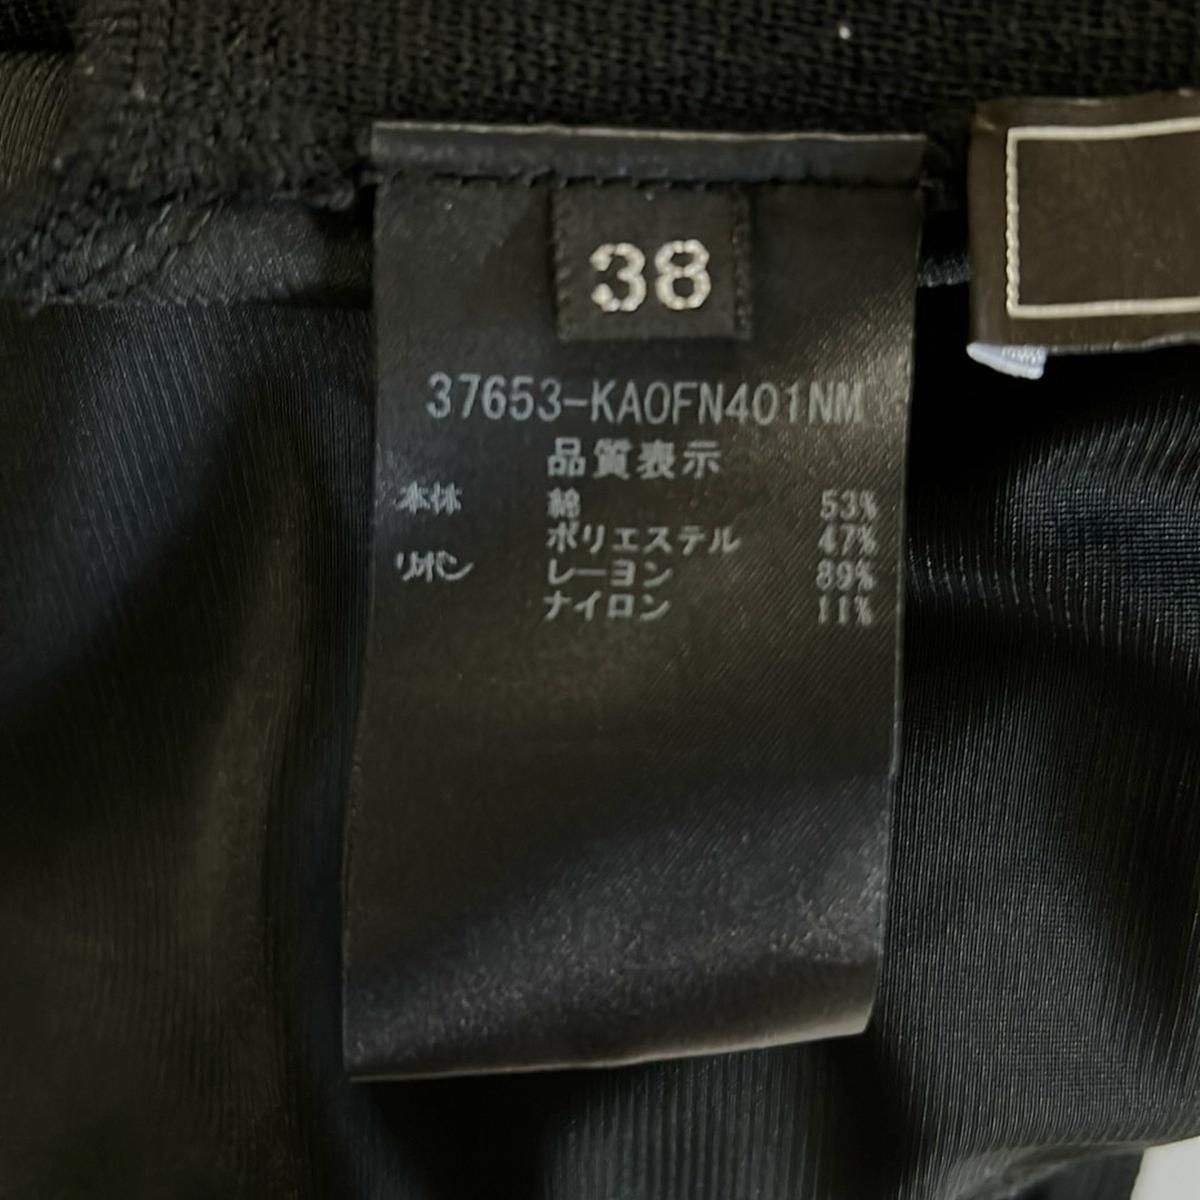 38
37653-KA0FN401NM
品質表示
本体 綿 53%
ポリエステル 47%
リボン レーヨン 89%
ナイロン 11%